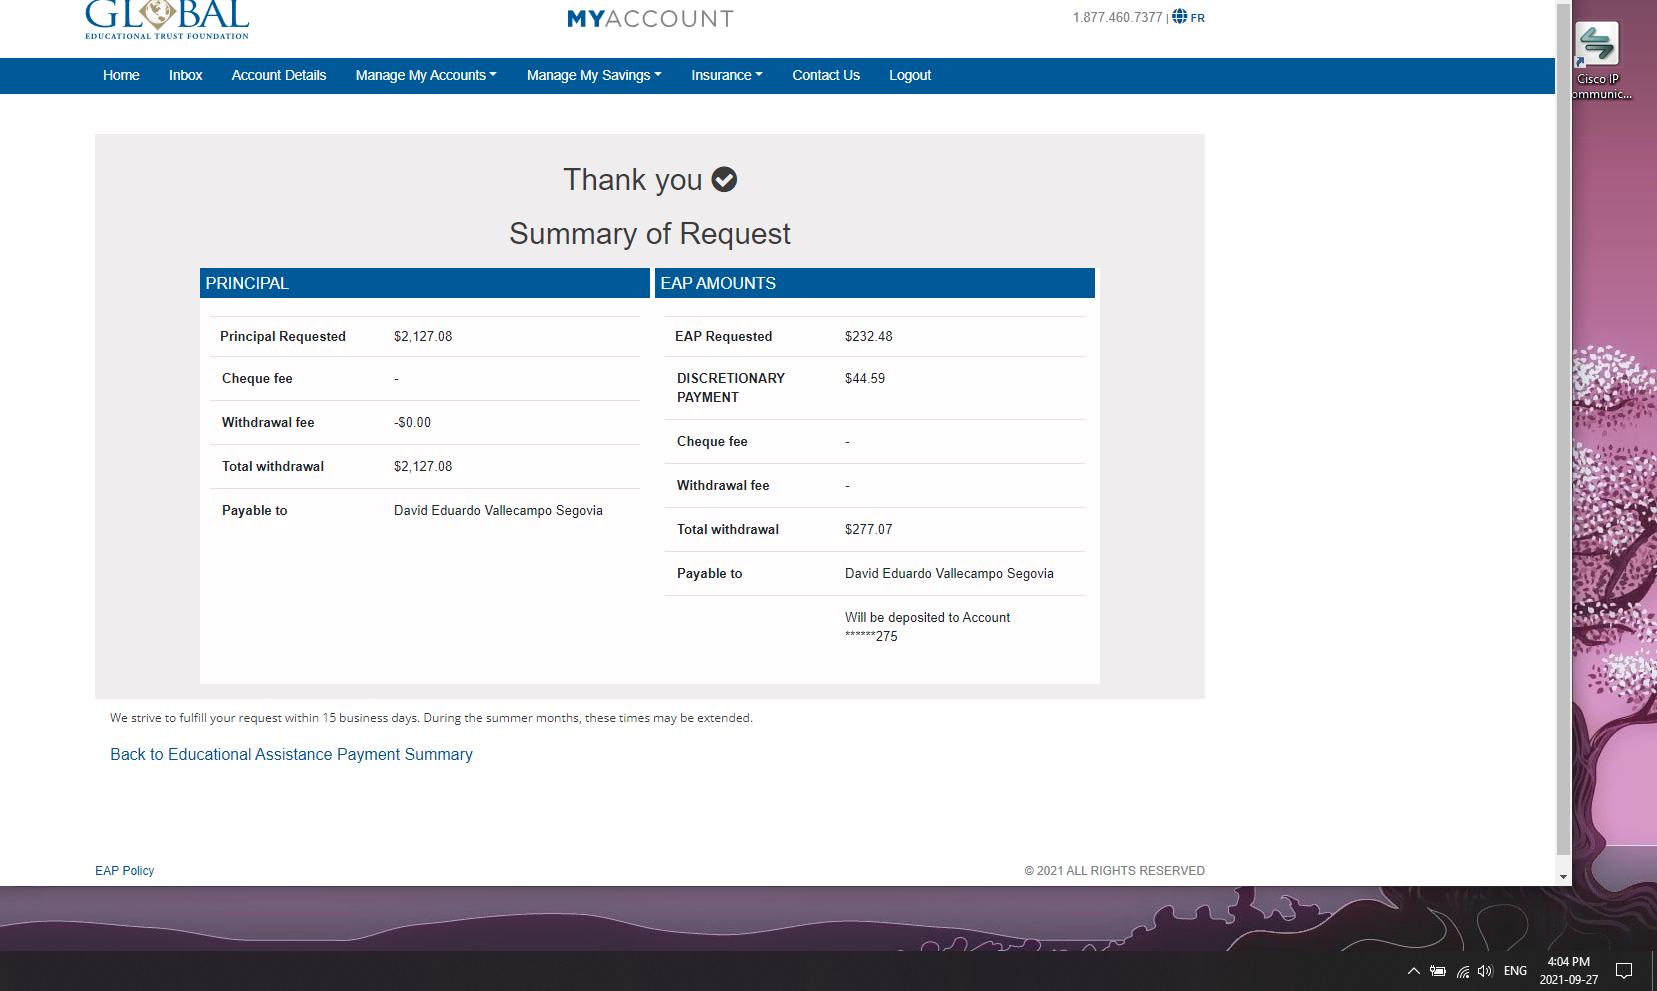 GLOBAL
EDUCATIONAL TRUST FOUNDATION
MYACCOUNT
1.877.460.7377 | FR
Home Inbox Account Details Manage My Accounts Manage My Savings Insurance Contact Us Logout
Cisco IP
ommunic...
Thank you
Summary of Request
PRINCIPAL
Principal Requested $2,127.08
Cheque fee -
Withdrawal fee -$0.00
Total withdrawal $2,127.08
Payable to David Eduardo Vallecampo Segovia
EAP AMOUNTS
EAP Requested $232.48
DISCRETIONARY $44.59
PAYMENT
Cheque fee -
Withdrawal fee -
Total withdrawal $277.07
Payable to David Eduardo Vallecampo Segovia
Will be deposited to Account
******275
We strive to fulfill your request within 15 business days. During the summer months, these times may be extended.
Back to Educational Assistance Payment Summary
EAP Policy
© 2021 ALL RIGHTS RESERVED
ENG
4:04 PM
2021-09-27